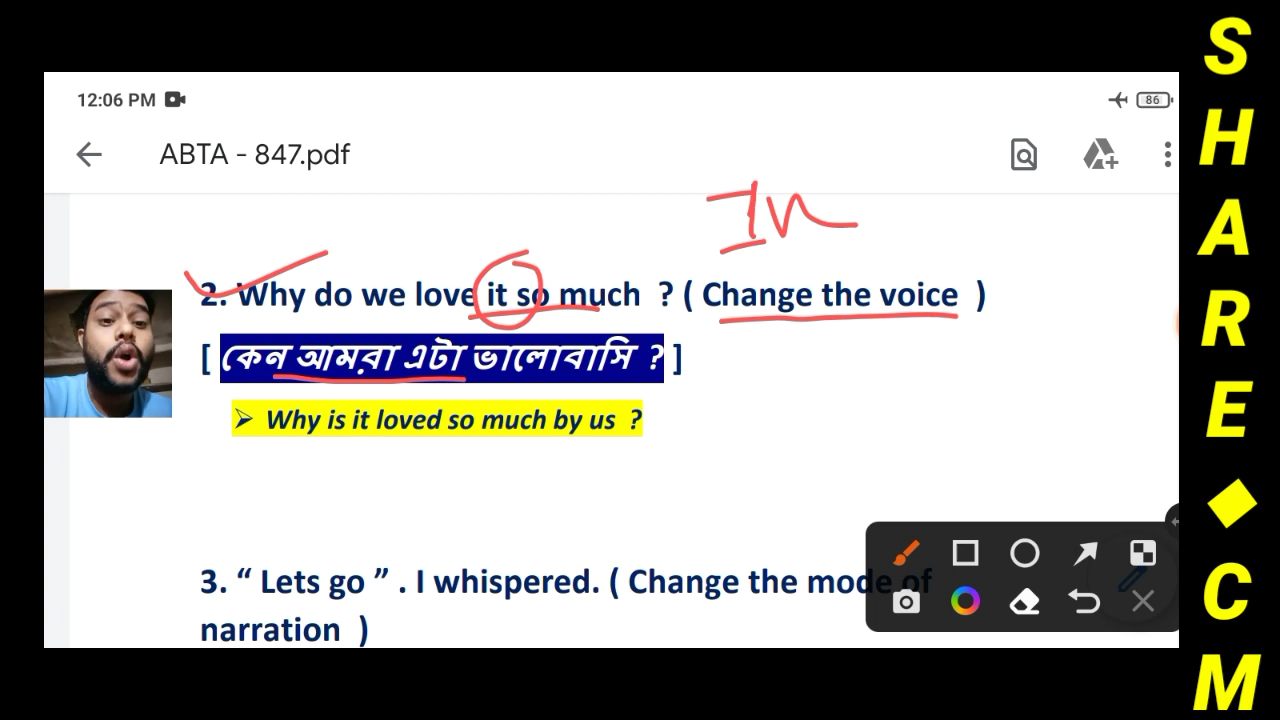 12:06 PM
86
ABTA - 847.pdf
In
2. Why do we love it so much ? ( Change the voice )
[ কেন আমরা এটা ভালোবাসি ? ]
➢ Why is it loved so much by us ?
3. “ Lets go ” . I whispered. ( Change the mode of
narration )
SHARE◆CM